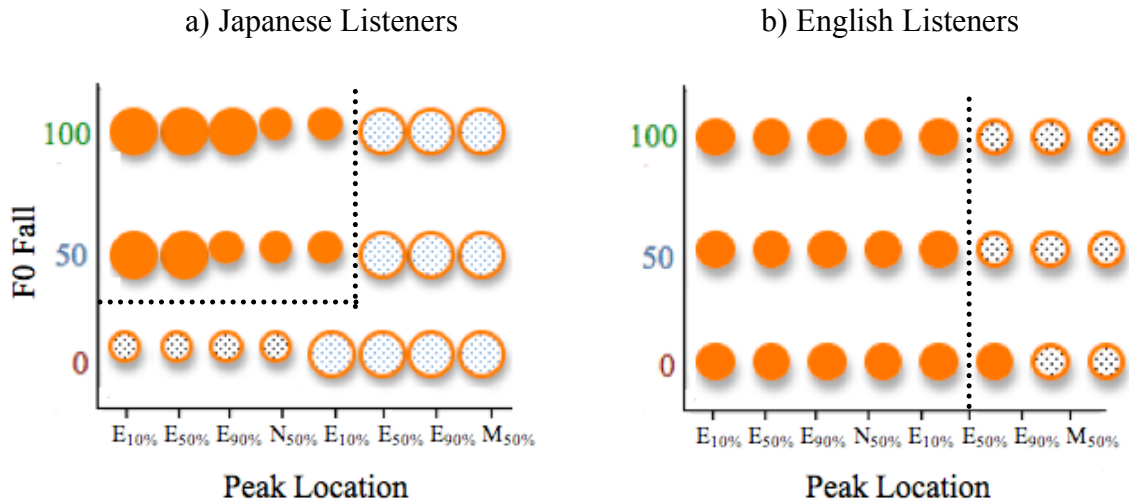 a) Japanese Listeners
b) English Listeners
F0 Fall
100
50
0
E10% E50% E90% N50% E10% E50% E90% M50%
Peak Location
100
50
0
E10% E50% E90% N50% E10% E50% E90% M50%
Peak Location